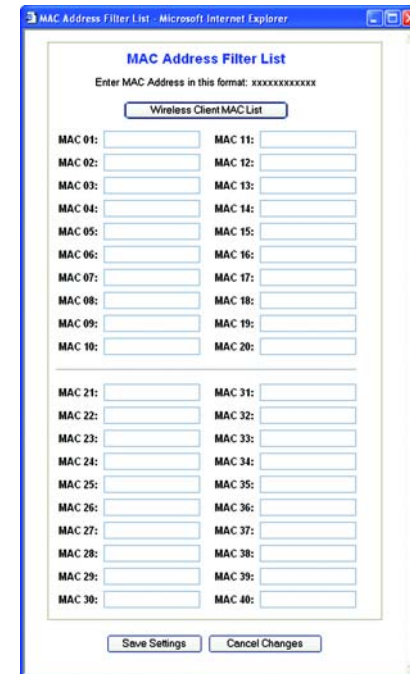 MAC Address Filter List - Microsoft Internet Explorer
MAC Address Filter List
Enter MAC Address in this format: xxxxxxxxxxxx
Wireless Client MAC List
MAC 01: MAC 11:
MAC 02: MAC 12:
MAC 03: MAC 13:
MAC 04: MAC 14:
MAC 05: MAC 15:
MAC 06: MAC 16:
MAC 07: MAC 17:
MAC 08: MAC 18:
MAC 09: MAC 19:
MAC 10: MAC 20:
MAC 21: MAC 31:
MAC 22: MAC 32:
MAC 23: MAC 33:
MAC 24: MAC 34:
MAC 25: MAC 35:
MAC 26: MAC 36:
MAC 27: MAC 37:
MAC 28: MAC 38:
MAC 29: MAC 39:
MAC 30: MAC 40:
Save Settings Cancel Changes